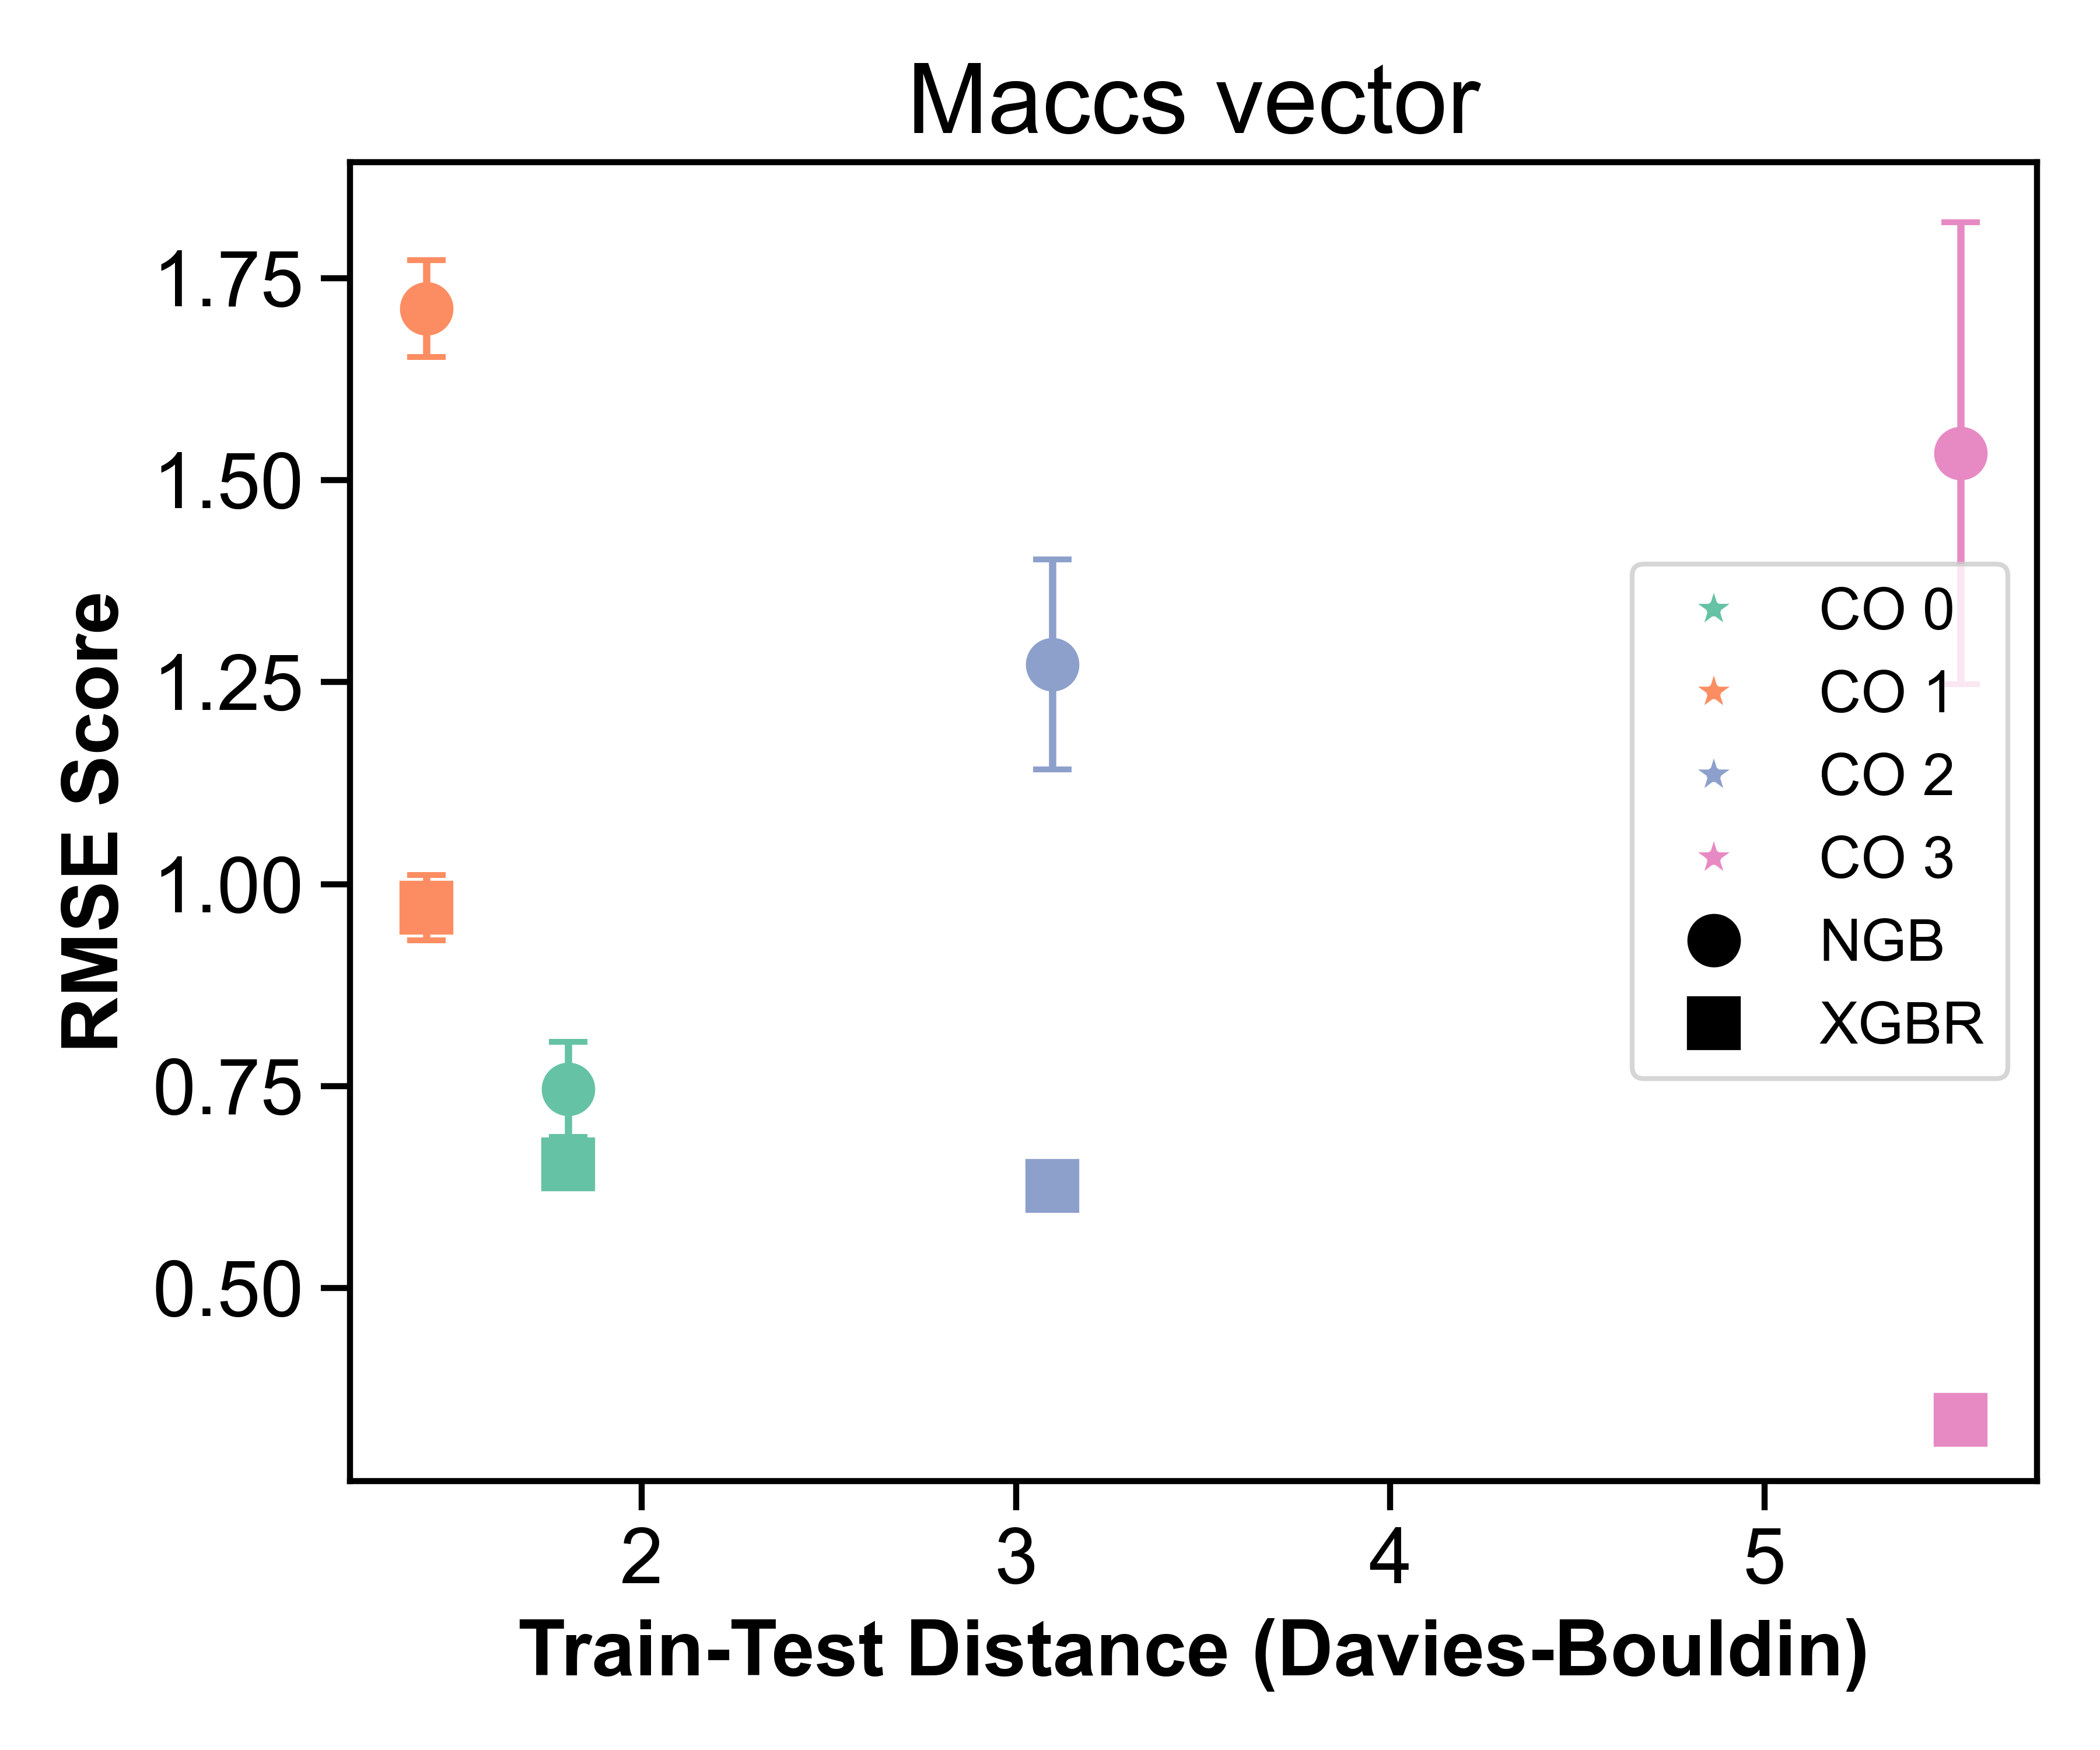 Maccs vector
RMSE Score
1.75
1.50
1.25
1.00
0.75
0.50
CO 0
CO 1
CO 2
CO 3
NGB
XGBR
2 3 4 5
Train-Test Distance (Davies-Bouldin)